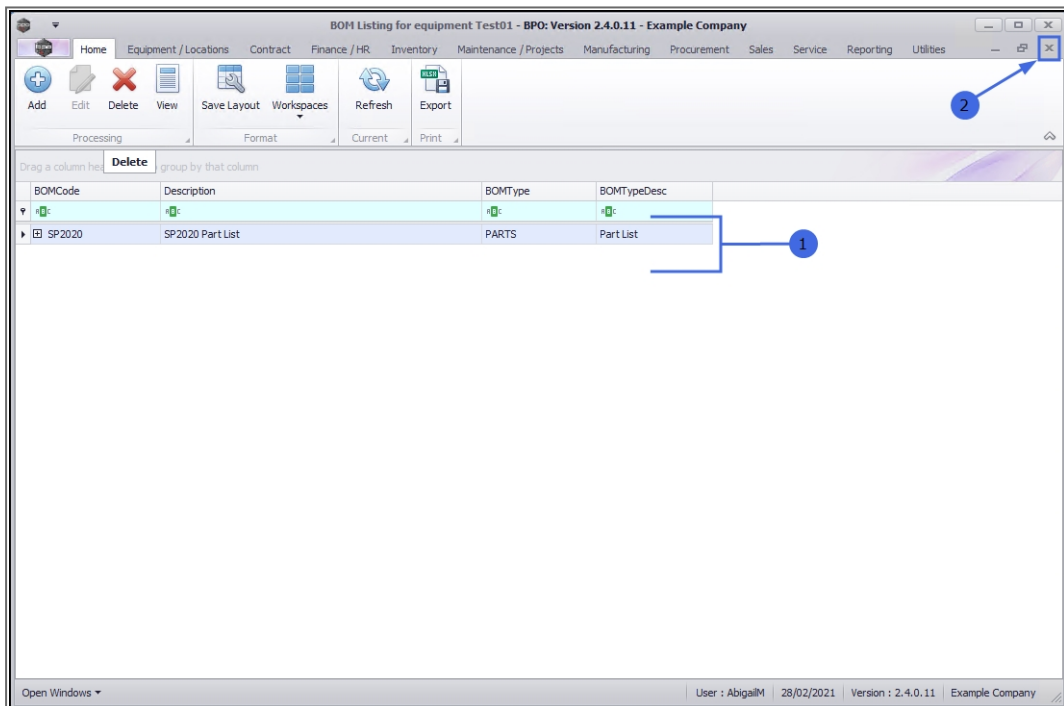 BOM Listing for equipment Test01 - BPO: Version 2.4.0.11 - Example Company
Home Equipment / Locations Contract Finance / HR Inventory Maintenance / Projects Manufacturing Procurement Sales Service Reporting Utilities
2
Add Edit Delete View Save Layout Workspaces Refresh Export
Processing Format Current Print
Drag a column hea group by that column
Delete
BOMCode Description BOMType BOMTypeDesc
ABC ABC ABC ABC
SP2020 SP2020 Part List PARTS Part List
1
Open Windows User : AbigailM 28/02/2021 Version : 2.4.0.11 Example Company